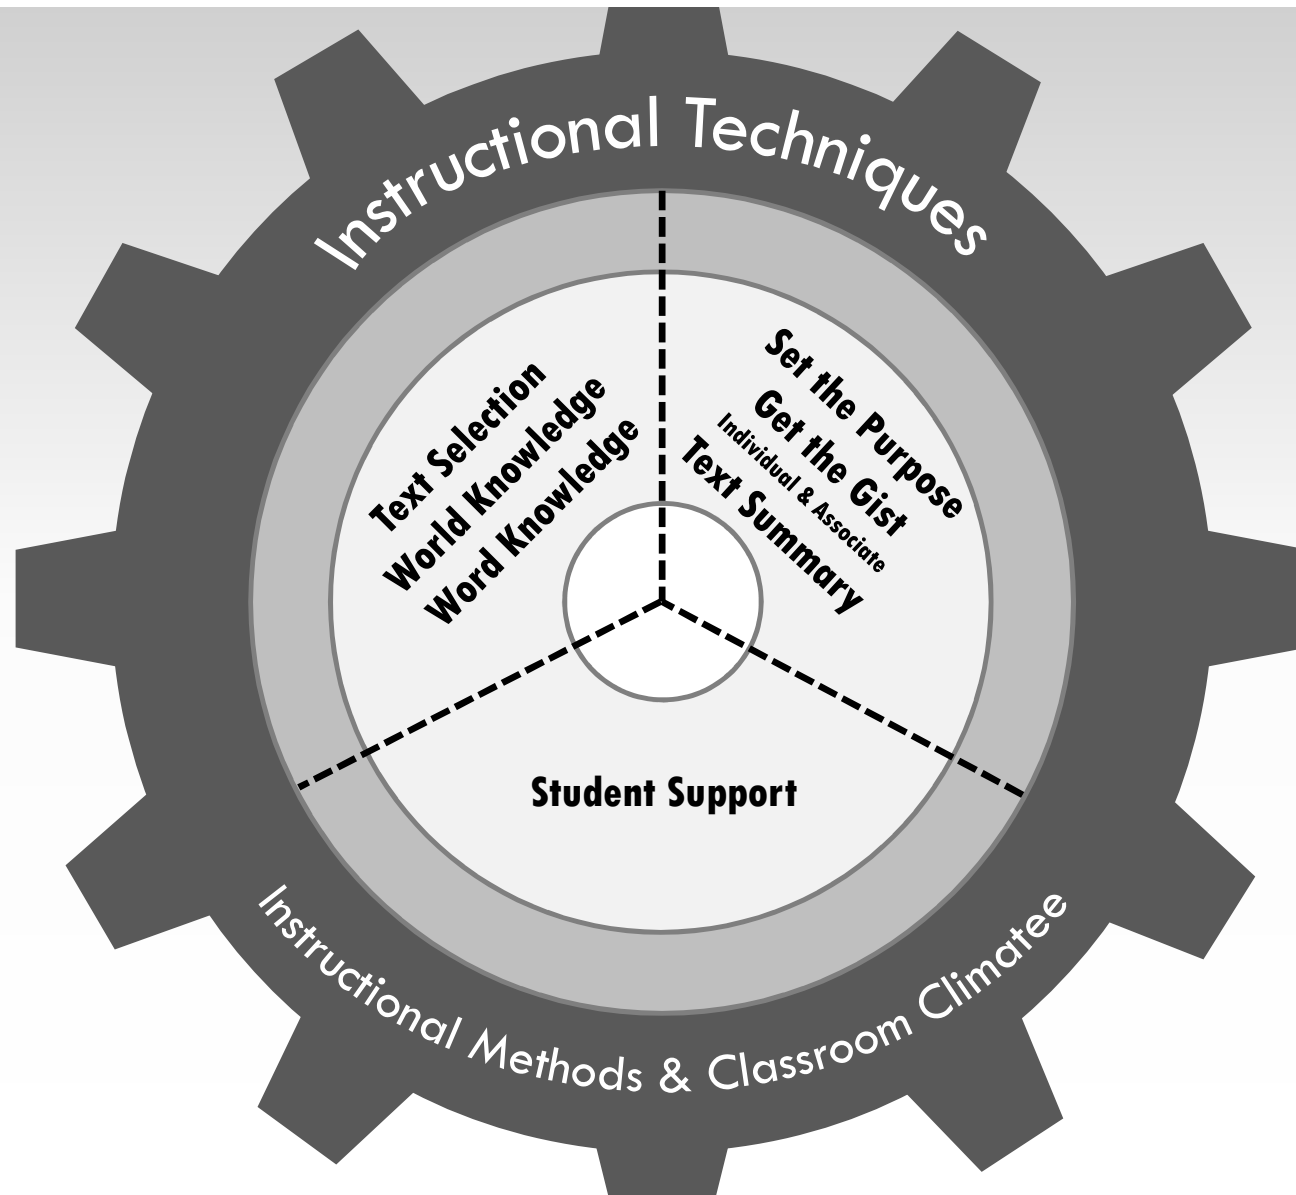 Instructional Techniques
Text Selection
World Knowledge
Word Knowledge
Set the Purpose
Get the Gist
Individual & Associate
Text Summary
Student Support
Instructional Methods & Classroom Climatee